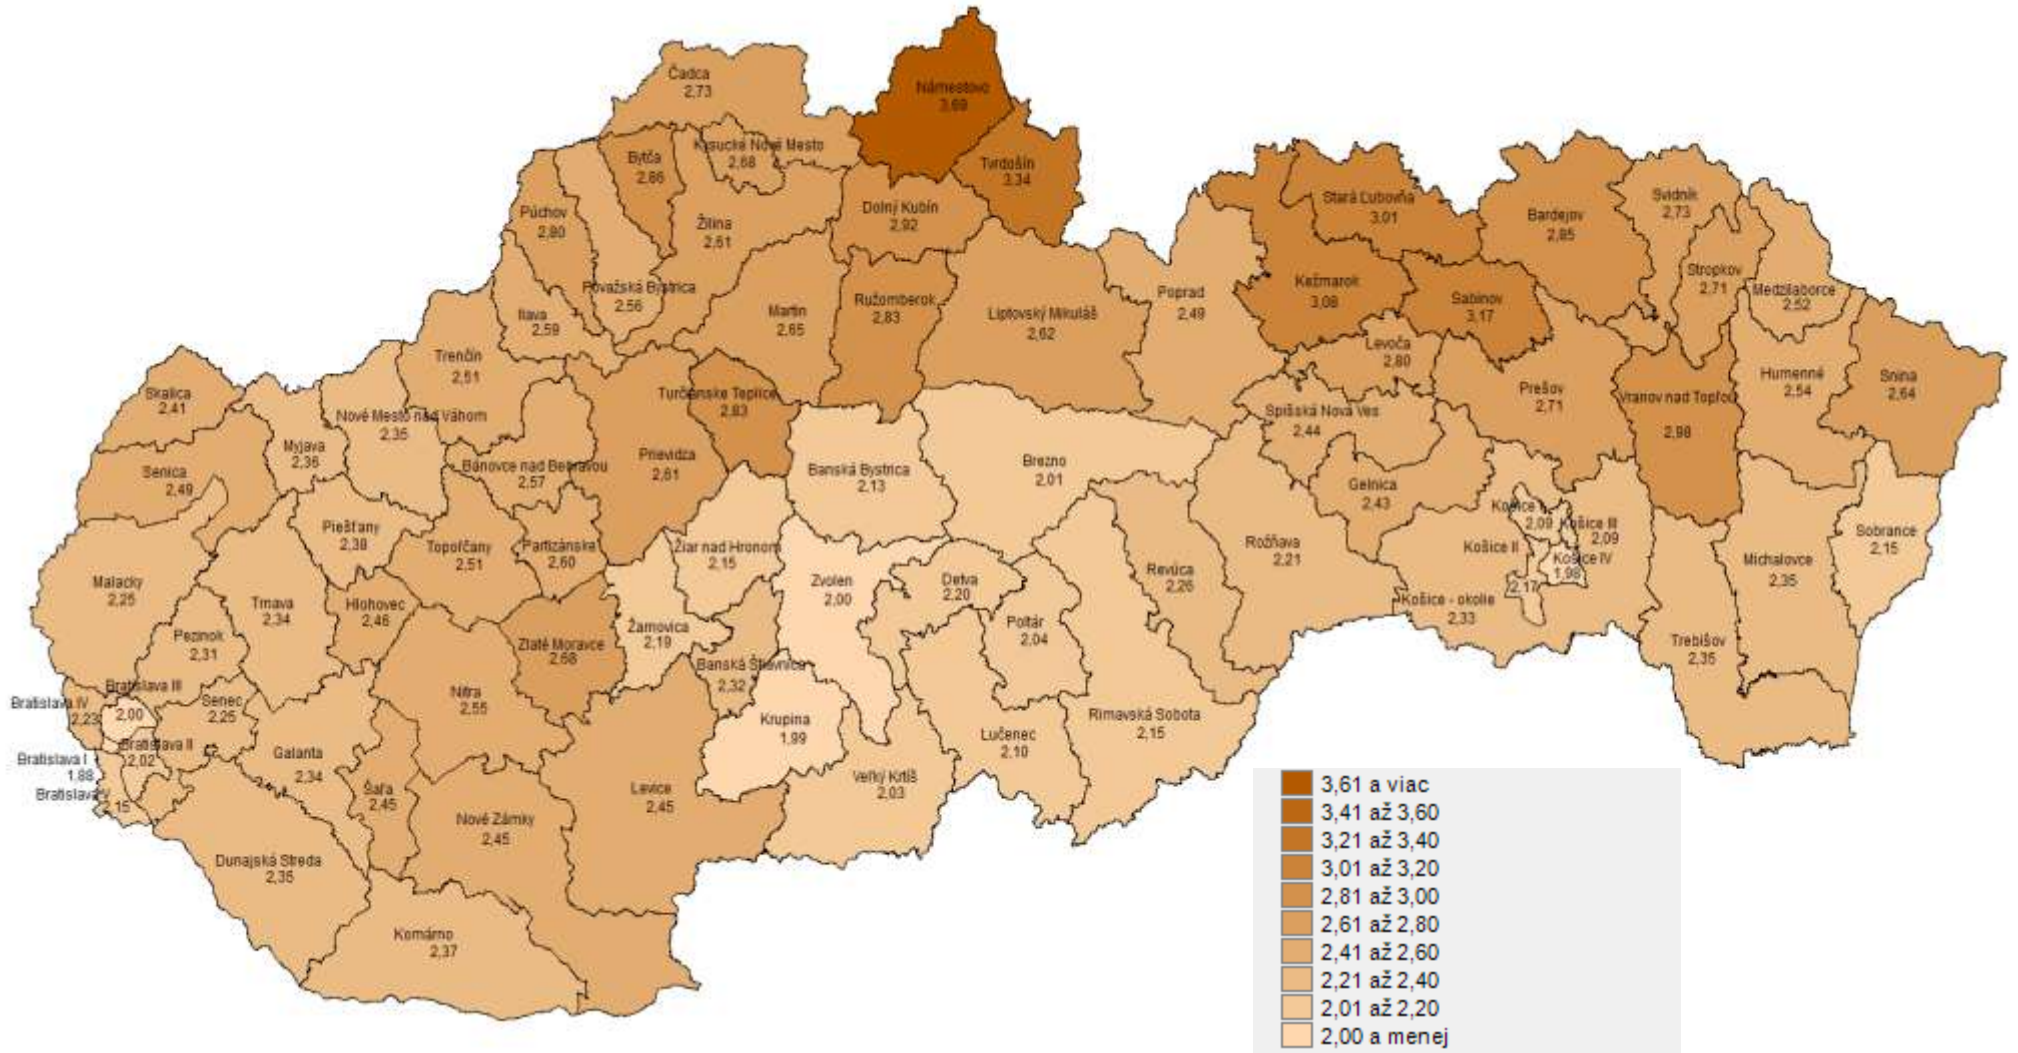 Námestovo
3,69
Čadca
2,73
Kysucké Nové Mesto
2,68
Bytča
2,86
Tvrdošín
3,34
Púchov
2,80
Žilina
2,61
Dolný Kubín
2,92
Stará Ľubovňa
3,01
Bardejov
2,85
Svidník
2,73
Stropkov
2,71
Medzilaborce
2,52
Považská Bystrica
2,56
Ilava
2,59
Martin
2,65
Ružomberok
2,83
Liptovský Mikuláš
2,62
Poprad
2,49
Kežmarok
3,08
Sabinov
3,17
Levoča
2,80
Trenčín
2,51
Skalica
2,41
Nové Mesto nad Váhom
2,35
Turčianske Teplice
2,83
Spišská Nová Ves
2,44
Prešov
2,71
Vranov nad Topľou
2,98
Humenné
2,54
Snina
2,64
Myjava
2,36
Senica
2,49
Bánovce nad Bebravou
2,57
Prievidza
2,61
Banská Bystrica
2,13
Brezno
2,01
Gelnica
2,43
Piešťany
2,38
Topoľčany
2,51
Partizánske
2,60
Žiar nad Hronom
2,15
Zvolen
2,00
Detva
2,20
Revúca
2,26
Rožňava
2,21
Košice I
2,09
Košice III
2,09
Košice II
2,17
Košice IV
1,98
Košice - okolie
2,33
Michalovce
2,35
Sobrance
2,15
Malacky
2,25
Trnava
2,34
Hlohovec
2,46
Pezinok
2,31
Zlaté Moravce
2,68
Žarnovica
2,19
Poltár
2,04
Trebišov
2,35
Banská Štiavnica
2,32
Nitra
2,55
Bratislava III
2,00
Bratislava IV
2,23
Senec
2,25
Bratislava II
2,02
Bratislava I
1,88
Bratislava V
2,15
Galanta
2,34
Krupina
1,99
Lučenec
2,10
Rimavská Sobota
2,15
Šaľa
2,45
Levice
2,45
Veľký Krtíš
2,03
Nové Zámky
2,45
Dunajská Streda
2,35
Komárno
2,37
3,61 a viac
3,41 až 3,60
3,21 až 3,40
3,01 až 3,20
2,81 až 3,00
2,61 až 2,80
2,41 až 2,60
2,21 až 2,40
2,01 až 2,20
2,00 a menej